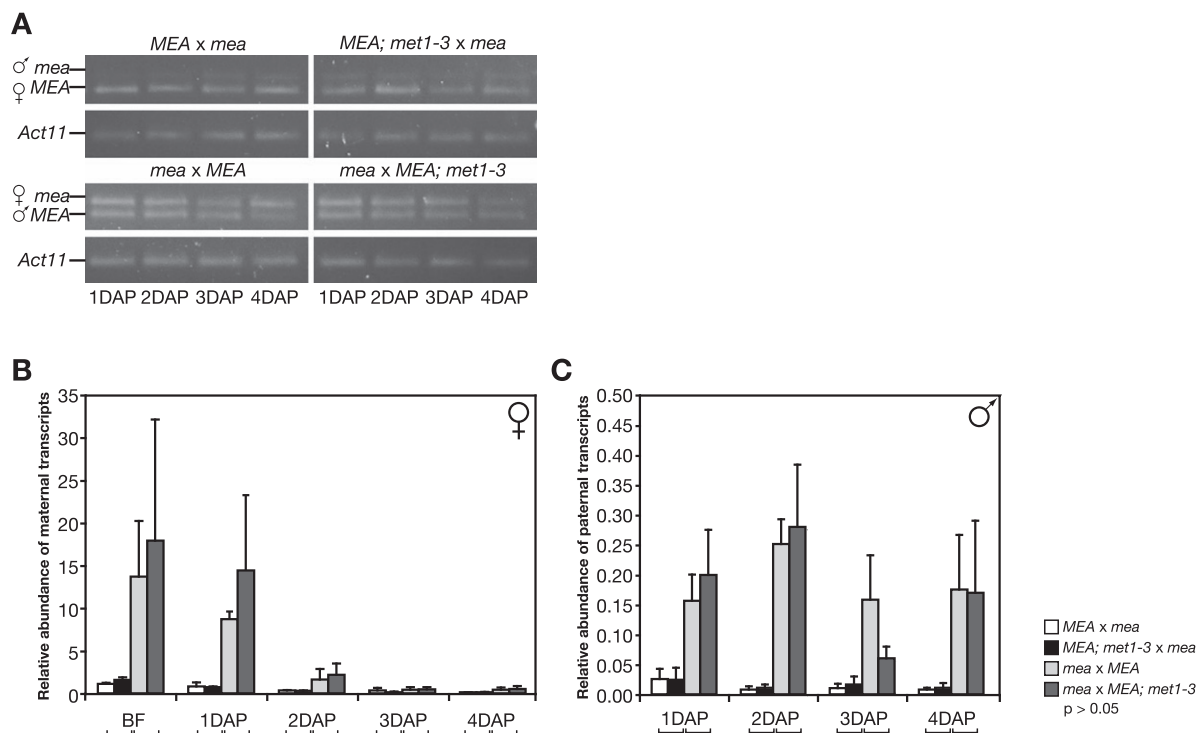 A
MEA x mea
MEA; met1-3 x mea
♂ mea
♀ MEA
Act11
mea x MEA
mea x MEA; met1-3
♀ mea
♂ MEA
Act11
1DAP 2DAP 3DAP 4DAP
1DAP 2DAP 3DAP 4DAP
B
Relative abundance of maternal transcripts
35
30
25
20
15
10
5
0
♀
BF 1DAP 2DAP 3DAP 4DAP
C
Relative abundance of paternal transcripts
0.50
0.45
0.40
0.35
0.30
0.25
0.20
0.15
0.10
0.05
0.00
♂
1DAP 2DAP 3DAP 4DAP
MEA x mea
MEA; met1-3 x mea
mea x MEA
mea x MEA; met1-3
p > 0.05